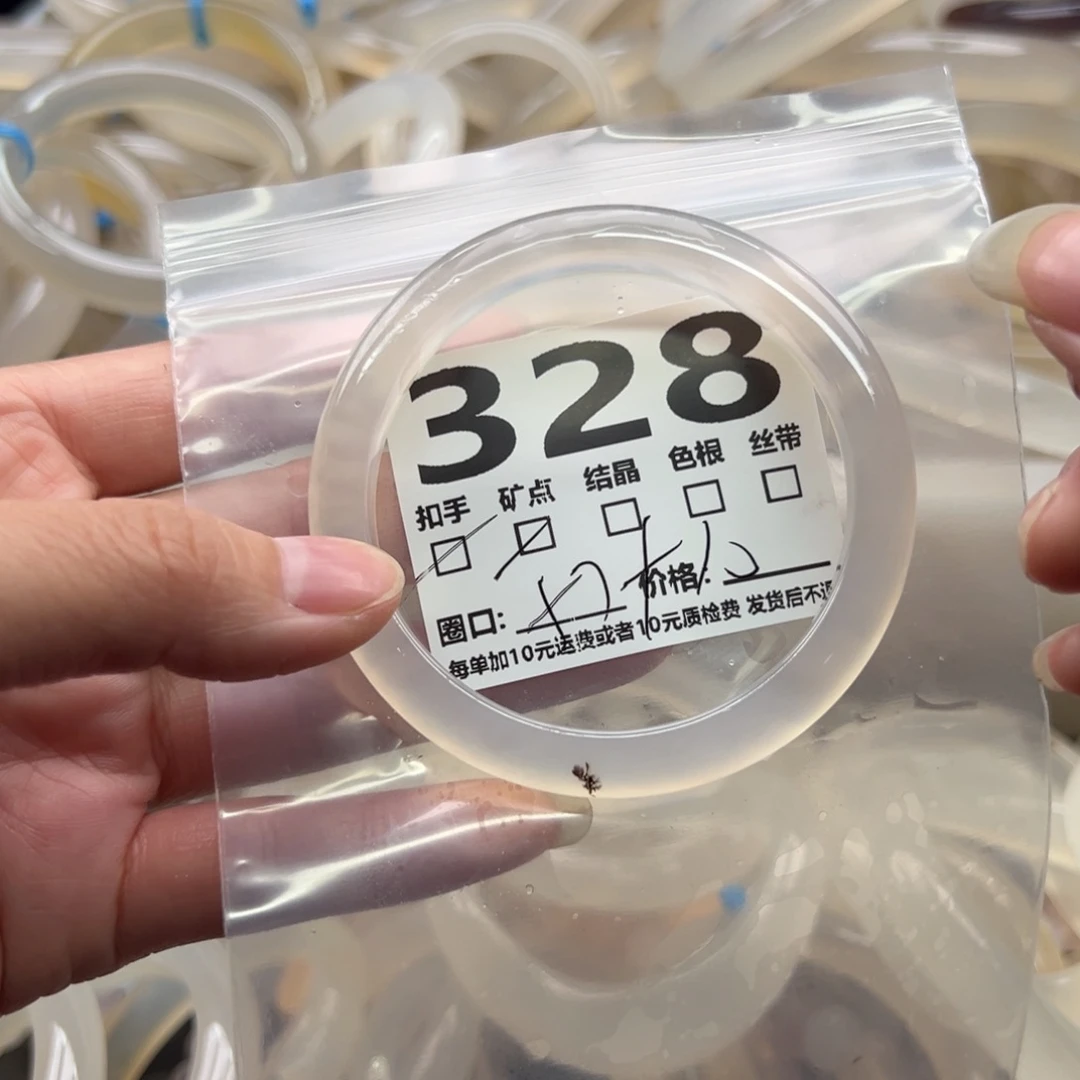 328
扣手 矿点 结晶 色根 丝带
圈口: 价格:
每单加10元运费或者10元质检费 发货后不退